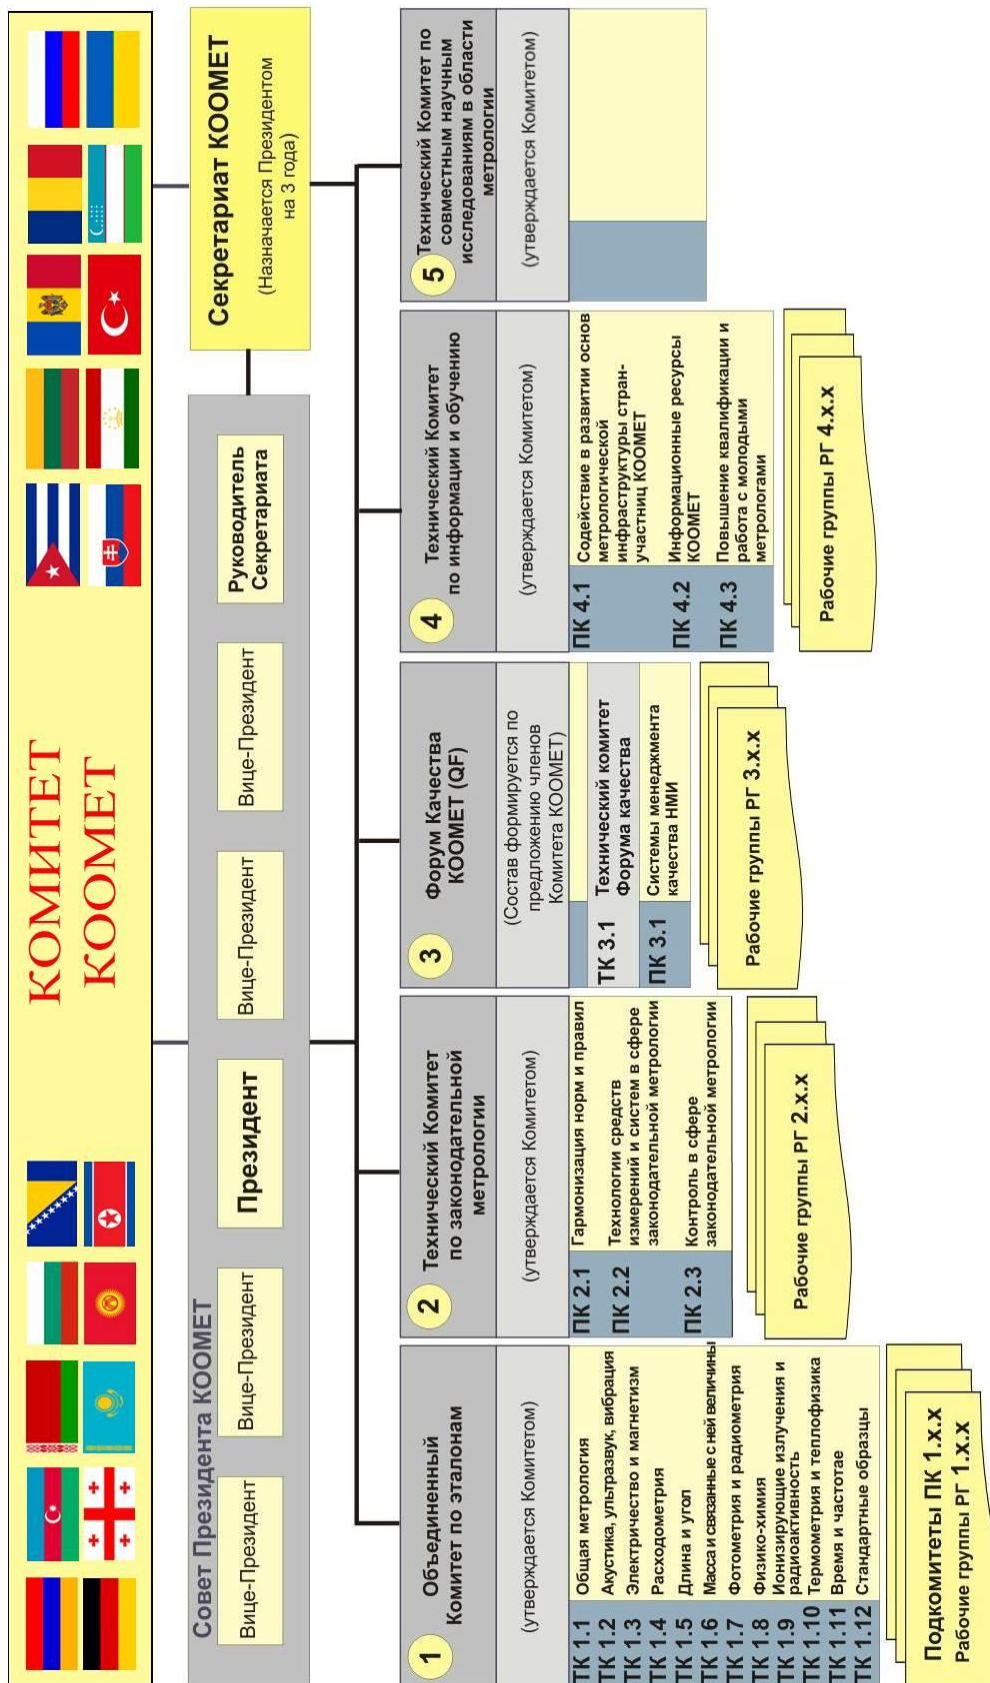 КОМИТЕТ
КООМЕТ
Совет Президента КООМЕТ
Вице-Президент
Вице-Президент
Президент
Вице-Президент
Вице-Президент
Руководитель
Секретариата
Секретариат КООМЕТ
(Назначается Президентом
на 3 года)
1
Объединенный
Комитет по эталонам
(утверждается Комитетом)
ТК 1.1 Общая метрология
ТК 1.2 Акустика, ультразвук, вибрация
ТК 1.3 Электричество и магнетизм
ТК 1.4 Расходометрия
ТК 1.5 Длина и угол
ТК 1.6 Масса и связанные с ней величины
ТК 1.7 Фотометрия и радиометрия
ТК 1.8 Физико-химия
ТК 1.9 Ионизирующие излучения и
радиоактивность
ТК 1.10 Термометрия и теплофизика
ТК 1.11 Время и частотае
ТК 1.12 Стандартные образцы
Подкомитеты ПК 1.х.х
Рабочие группы РГ 1.х.х
2
Технический Комитет
по законодательной
метрологии
(утверждается Комитетом)
ПК 2.1 Гармонизация норм и правил
ПК 2.2 Технологии средств
измерений и систем в сфере
законодательной метрологии
ПК 2.3 Контроль в сфере
законодательной метрологии
Рабочие группы РГ 2.х.х
3
Форум Качества
КООМЕТ (QF)
(Состав формируется по
предложению членов
Комитета КООМЕТ)
ТК 3.1 Технический комитет
Форума качества
ПК 3.1 Системы менеджмента
качества НМИ
Рабочие группы РГ 3.х.х
4
Технический Комитет
по информации и обучению
(утверждается Комитетом)
ПК 4.1 Содействие в развитии основ
метрологической
инфраструктуры стран-
участниц КООМЕТ
ПК 4.2 Информационные ресурсы
КООМЕТ
ПК 4.3 Повышение квалификации и
работа с молодыми
метрологами
Рабочие группы РГ 4.х.х
5
Технический Комитет по
совместным научным
исследованиям в области
метрологии
(утверждается Комитетом)